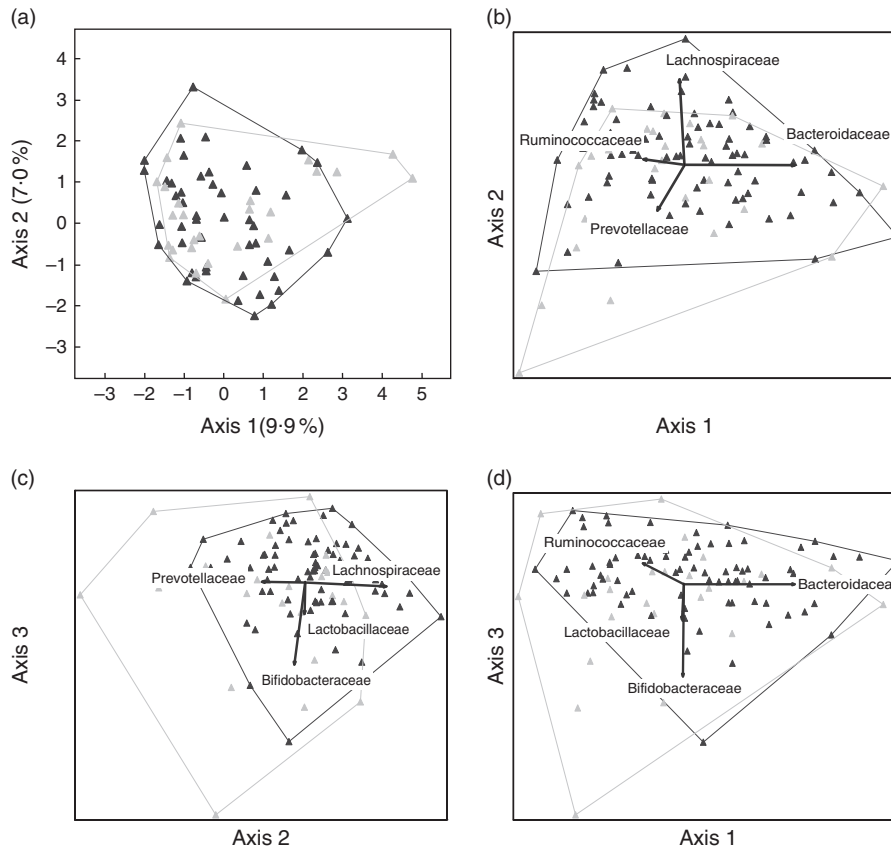 (a)
4
3
2
1
0
–1
–2
–3
Axis 2 (7·0 %)
–3 –2 –1 0 1 2 3 4 5
Axis 1(9·9 %)
(b)
Lachnospiraceae
Ruminococcaceae
Bacteroidaceae
Prevotellaceae
Axis 2
Axis 1
(c)
Prevotellaceae
Lachnospiraceae
Lactobacillaceae
Bifidobacteraceae
Axis 3
Axis 2
(d)
Ruminococcaceae
Bacteroidacea
Lactobacillaceae
Bifidobacteraceae
Axis 3
Axis 1